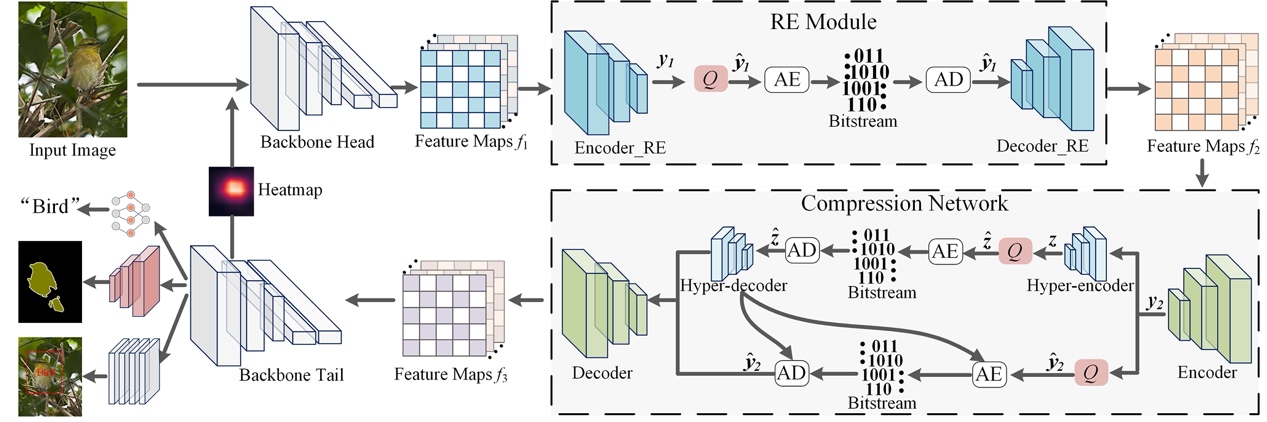 RE Module
y₁
Q
ŷ₁
AE
011
1010
1001
110
Bitstream
AD
ŷ₁
Encoder_RE
Decoder_RE
Input Image
Backbone Head
Feature Maps f₁
Feature Maps f₂
Heatmap
“Bird”
Compression Network
ẑ
AD
011
1010
1001
110
Bitstream
AE
ẑ
Q
z
Hyper-decoder
Hyper-encoder
y₂
ŷ₂
AD
011
1010
1001
110
Bitstream
AE
ŷ₂
Q
Decoder
Encoder
Feature Maps f₃
Backbone Tail
Bird